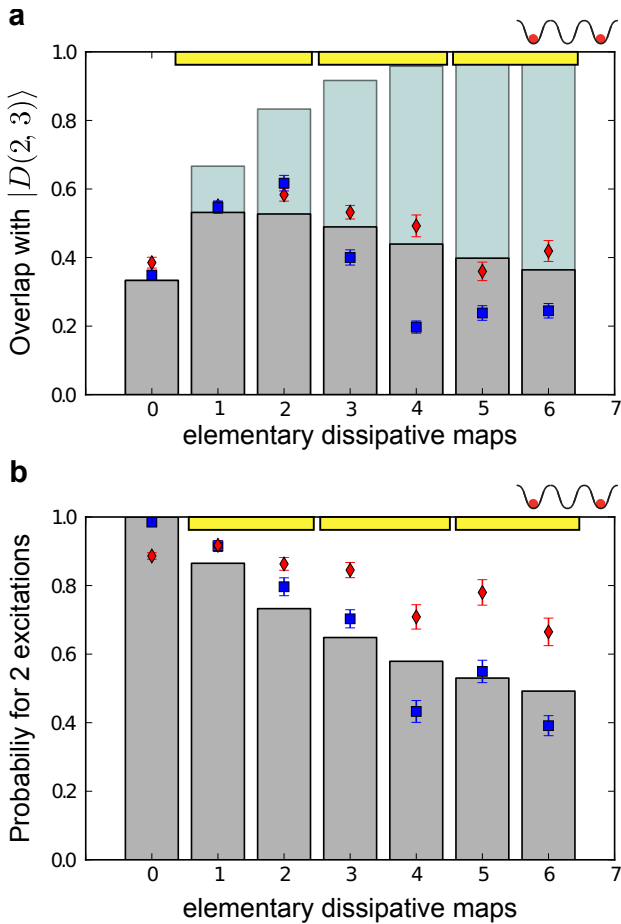 a
Overlap with |D(2, 3)⟩
1.0
0.8
0.6
0.4
0.2
0.0
0 1 2 3 4 5 6 7
elementary dissipative maps
b
Probabiliy for 2 excitations
1.0
0.8
0.6
0.4
0.2
0.0
0 1 2 3 4 5 6 7
elementary dissipative maps